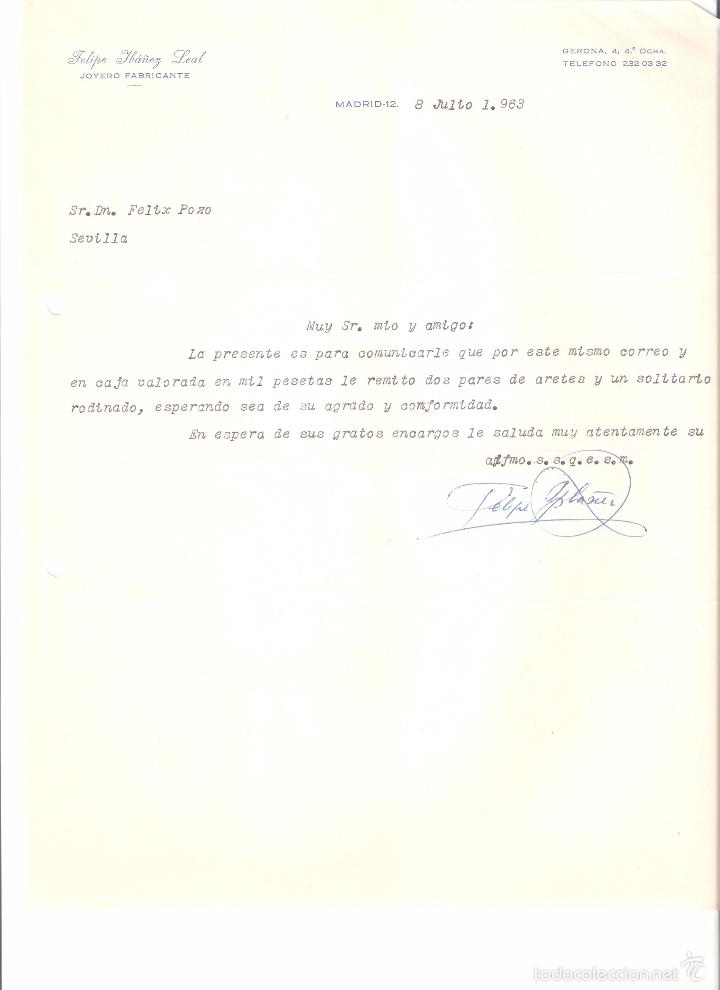 Felipe Ibáñez Leal
JOYERO FABRICANTE
GERONA, 4, 4.º DCHA.
TELEFONO 232 03 32
MADRID-12. 8 Julio 1.963
Sr.Dn. Felix Pozo
Sevilla
Muy Sr. mio y amigo:
La presente es para comunicarle que por este mismo correo y
en caja valorada en mil pesetas le remito dos pares de aretes y un solitario
rodinado, esperando sea de su agrado y conformidad.
En espera de sus gratos encargos le saluda muy atentamente su
affmo.s.s.q.e.s.m.
Felipe Ybañez
todocoleccion.net